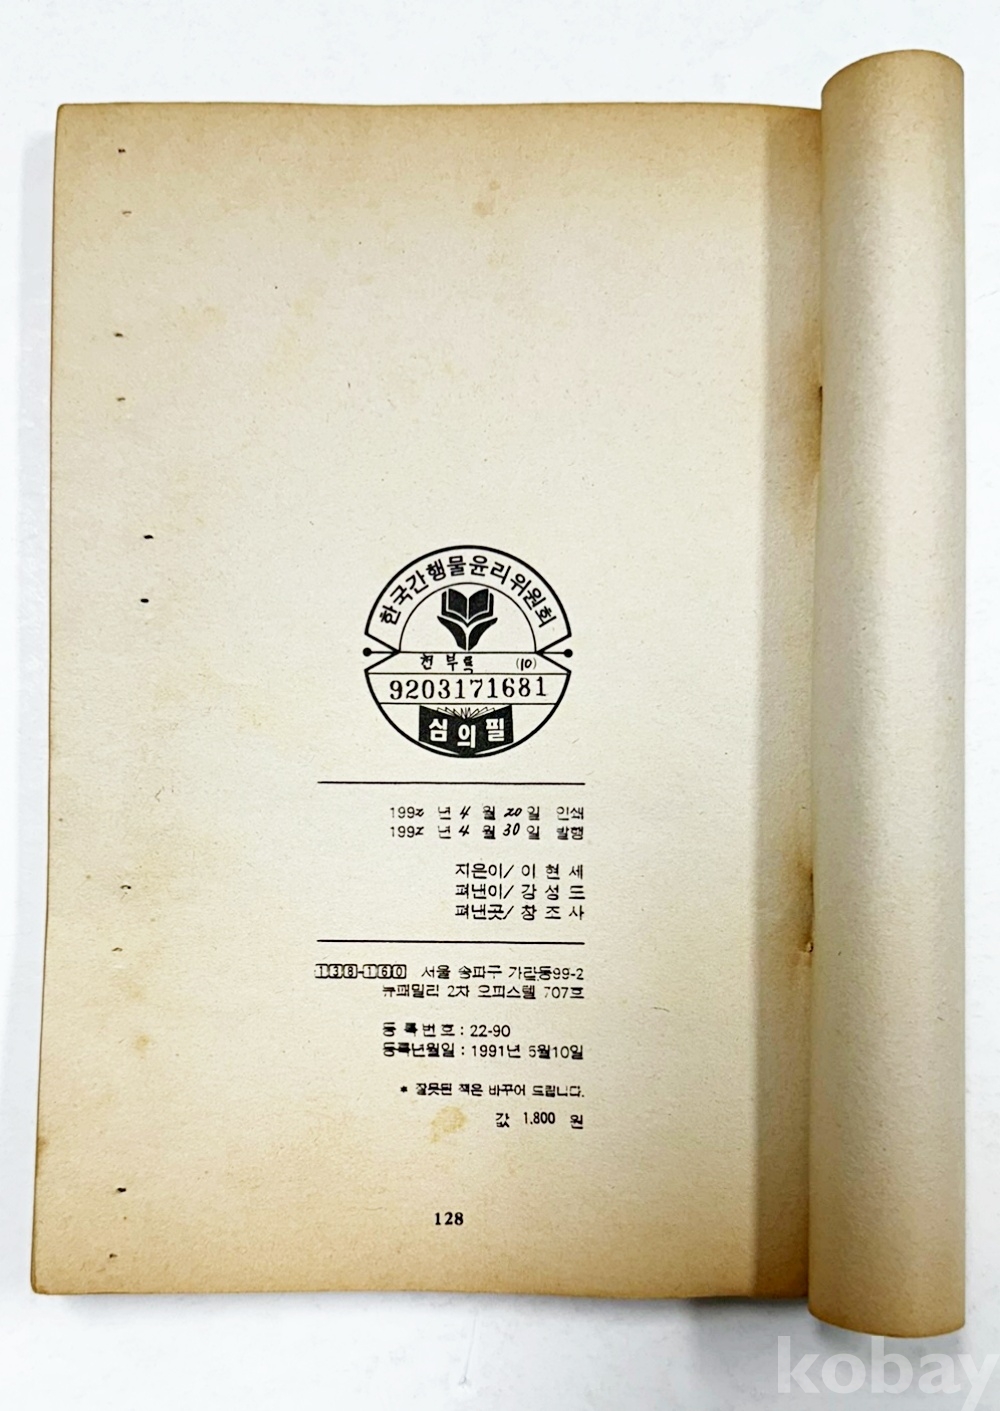 한국간행물윤리위원회
천부록 (10)
9203171681
심의필
1992 년 4 월 20 일 인쇄
1992 년 4 월 30 일 발행
지은이/ 이 현 세
펴낸이/ 강 성 도
펴낸곳/ 창 조 사
138-160 서울 송파구 가락동99-2
뉴패밀리 2차 오피스텔 707호
등 록 번 호 : 22-90
등록년월일 : 1991년 5월10일
* 잘못된 책은 바꾸어 드립니다.
값 1,800 원
128
kobay